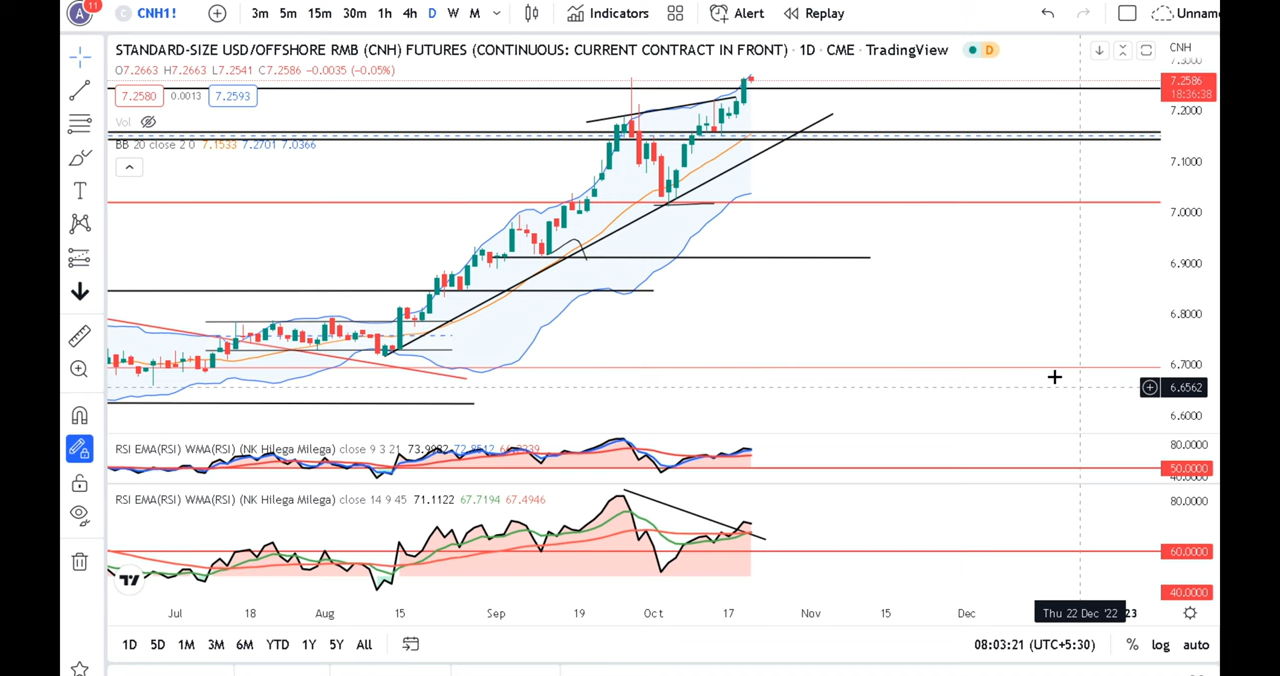 A 11 C CNH1! 3m 5m 15m 30m 1h 4h D W M Indicators Alert Replay Unname
STANDARD-SIZE USD/OFFSHORE RMB (CNH) FUTURES (CONTINUOUS: CURRENT CONTRACT IN FRONT) · 1D · CME · TradingView D CNH
7.3000
O7.2663 H7.2663 L7.2541 C7.2586 -0.0035 (-0.05%)
7.2586
18:36:38
7.2580 0.0013 7.2593
7.2000
Vol
BB 20 close 2 0 7.1533 7.2701 7.0366
7.1000
7.0000
6.9000
6.8000
6.7000
6.6562
6.6000
RSI EMA(RSI) WMA(RSI) (NK Hilega Milega) close 9 3 21 80.0000
50.0000
40.0000
RSI EMA(RSI) WMA(RSI) (NK Hilega Milega) close 14 9 45 71.1122 67.7194 67.4946 80.0000
60.0000
40.0000
Jul 18 Aug 15 Sep 19 Oct 17 Nov 15 Dec Thu 22 Dec '22 23
1D 5D 1M 3M 6M YTD 1Y 5Y All 08:03:21 (UTC+5:30) % log auto